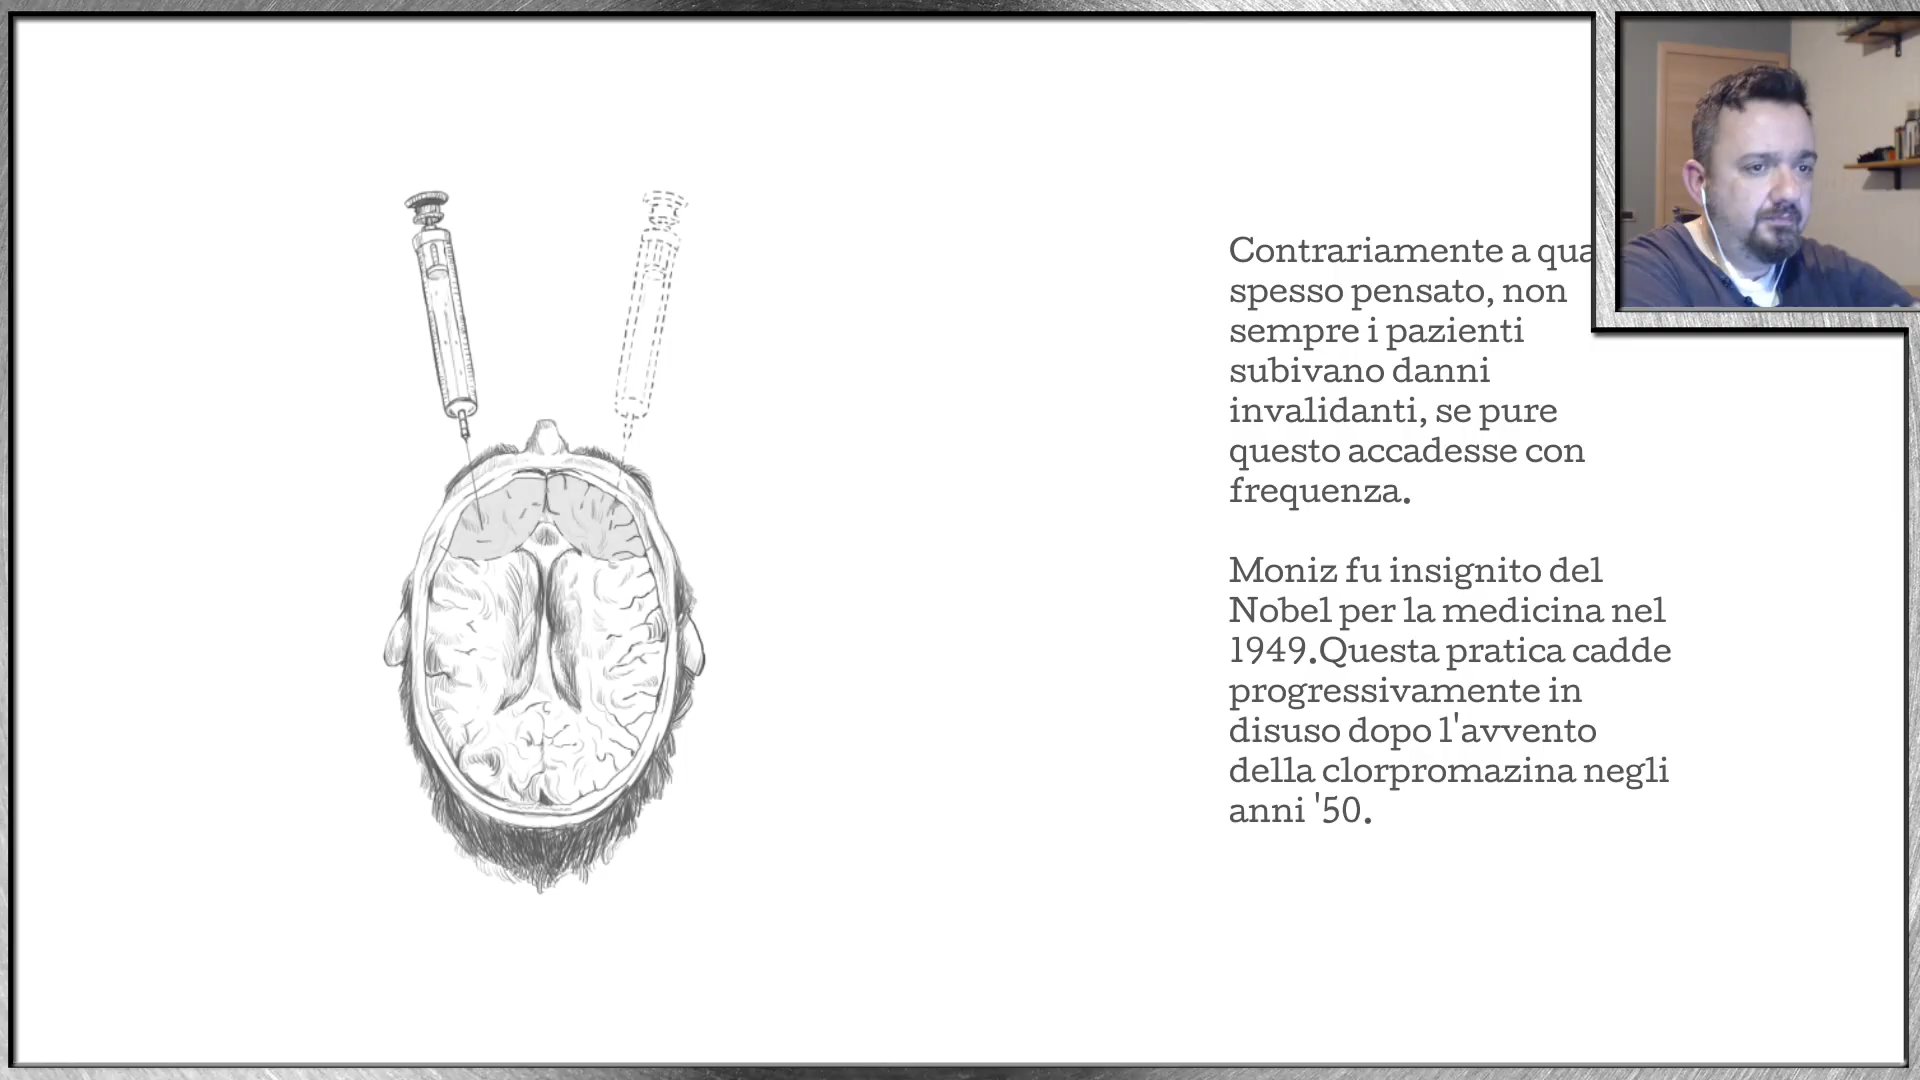 Contrariamente a qua
spesso pensato, non
sempre i pazienti
subivano danni
invalidanti, se pure
questo accadesse con
frequenza.
Moniz fu insignito del
Nobel per la medicina nel
1949.Questa pratica cadde
progressivamente in
disuso dopo l'avvento
della clorpromazina negli
anni '50.